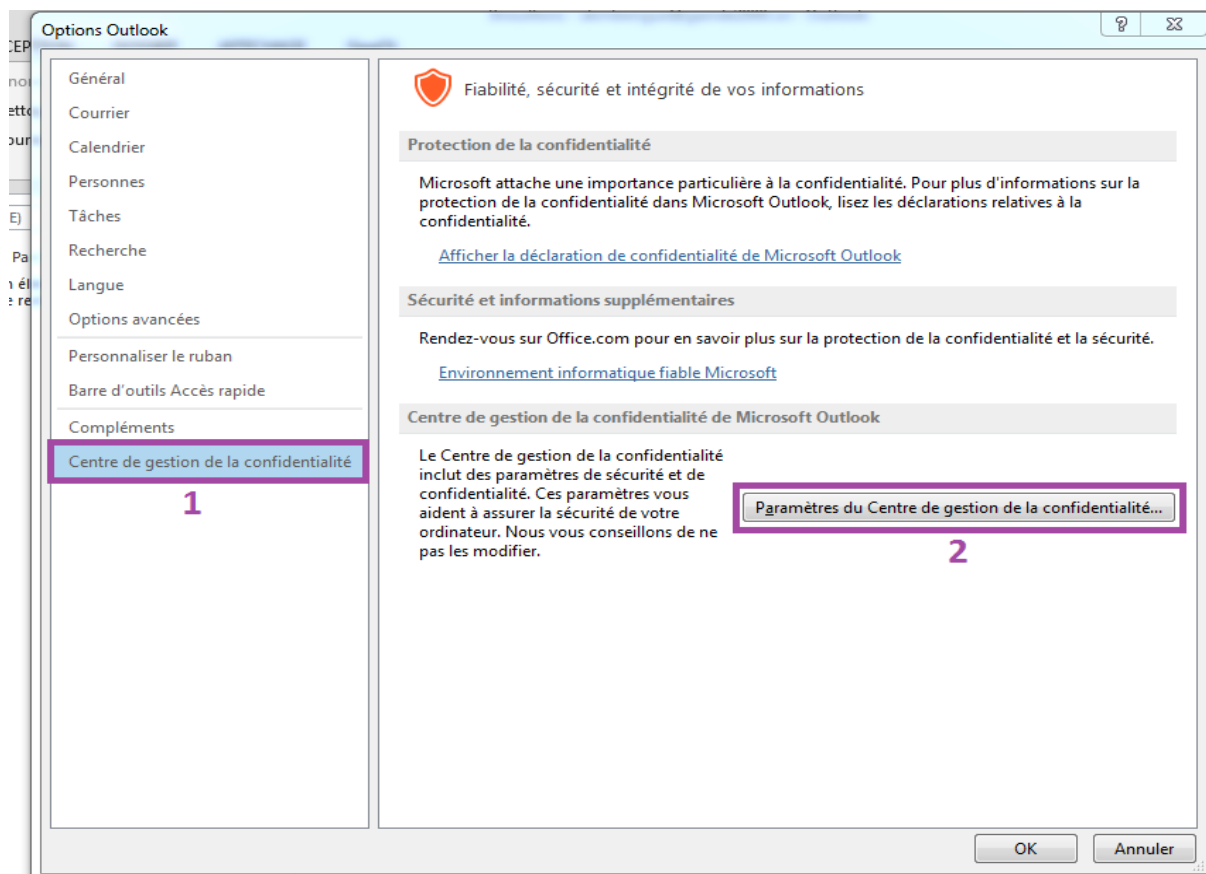 Options Outlook
Général
Courrier
Calendrier
Personnes
Tâches
Recherche
Langue
Options avancées
Personnaliser le ruban
Barre d'outils Accès rapide
Compléments
Centre de gestion de la confidentialité
1
Fiabilité, sécurité et intégrité de vos informations
Protection de la confidentialité
Microsoft attache une importance particulière à la confidentialité. Pour plus d'informations sur la
protection de la confidentialité dans Microsoft Outlook, lisez les déclarations relatives à la
confidentialité.
Afficher la déclaration de confidentialité de Microsoft Outlook
Sécurité et informations supplémentaires
Rendez-vous sur Office.com pour en savoir plus sur la protection de la confidentialité et la sécurité.
Environnement informatique fiable Microsoft
Centre de gestion de la confidentialité de Microsoft Outlook
Le Centre de gestion de la confidentialité
inclut des paramètres de sécurité et de
confidentialité. Ces paramètres vous
aident à assurer la sécurité de votre
ordinateur. Nous vous conseillons de ne
pas les modifier.
Paramètres du Centre de gestion de la confidentialité...
2
OK
Annuler